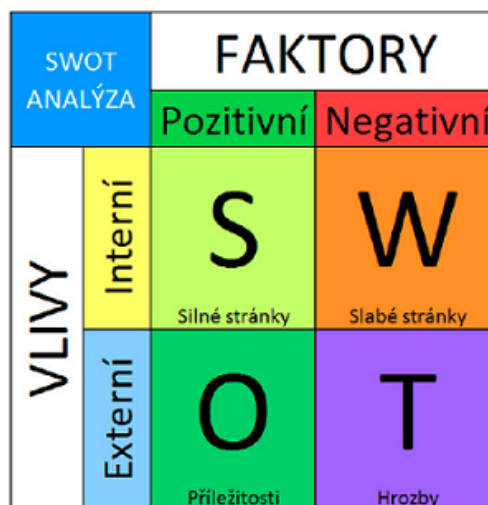 SWOT
ANALÝZA
FAKTORY
Pozitivní
Negativní
VLIVY
Interní
S
Silné stránky
W
Slabé stránky
Externí
O
Příležitosti
T
Hrozby